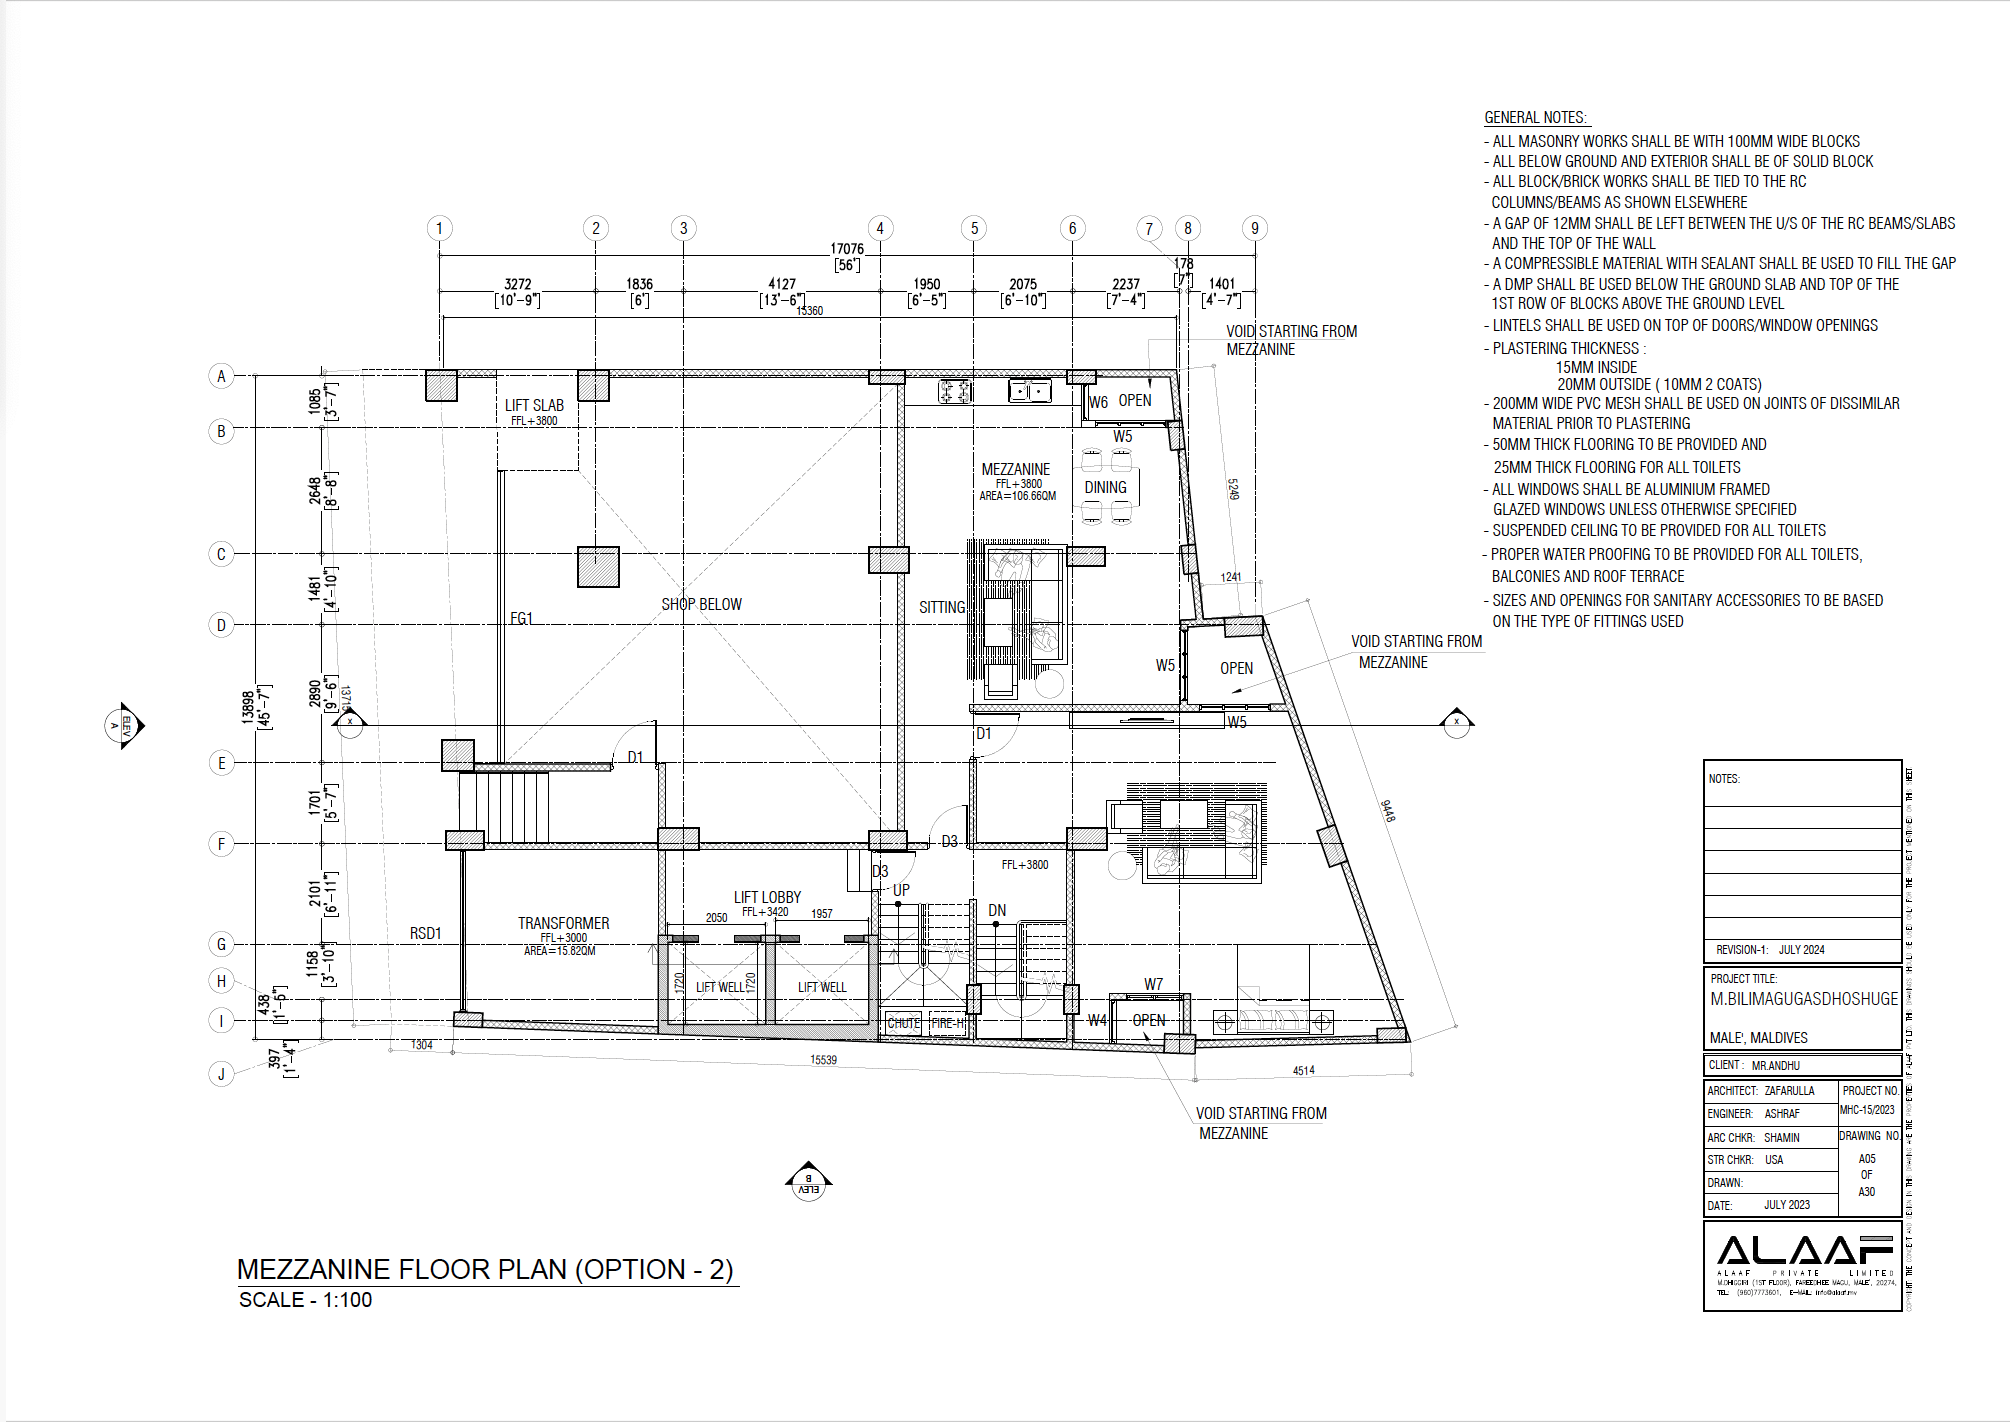 GENERAL NOTES:
- ALL MASONRY WORKS SHALL BE WITH 100MM WIDE BLOCKS
- ALL BELOW GROUND AND EXTERIOR SHALL BE OF SOLID BLOCK
- ALL BLOCK/BRICK WORKS SHALL BE TIED TO THE RC
COLUMNS/BEAMS AS SHOWN ELSEWHERE
- A GAP OF 12MM SHALL BE LEFT BETWEEN THE U/S OF THE RC BEAMS/SLABS
AND THE TOP OF THE WALL
- A COMPRESSIBLE MATERIAL WITH SEALANT SHALL BE USED TO FILL THE GAP
- A DMP SHALL BE USED BELOW THE GROUND SLAB AND TOP OF THE
1ST ROW OF BLOCKS ABOVE THE GROUND LEVEL
- LINTELS SHALL BE USED ON TOP OF DOORS/WINDOW OPENINGS
- PLASTERING THICKNESS :
15MM INSIDE
20MM OUTSIDE ( 10MM 2 COATS)
- 200MM WIDE PVC MESH SHALL BE USED ON JOINTS OF DISSIMILAR
MATERIAL PRIOR TO PLASTERING
- 50MM THICK FLOORING TO BE PROVIDED AND
25MM THICK FLOORING FOR ALL TOILETS
- ALL WINDOWS SHALL BE ALUMINIUM FRAMED
GLAZED WINDOWS UNLESS OTHERWISE SPECIFIED
- SUSPENDED CEILING TO BE PROVIDED FOR ALL TOILETS
- PROPER WATER PROOFING TO BE PROVIDED FOR ALL TOILETS,
BALCONIES AND ROOF TERRACE
- SIZES AND OPENINGS FOR SANITARY ACCESSORIES TO BE BASED
ON THE TYPE OF FITTINGS USED
1 2 3 4 5 6 7 8 9
17076
[56']
3272 1836 4127 1950 2075 2237 178 1401
[10'-9"] [6'] [13'-6"] [6'-5"] [6'-10"] [7'-4"] [7"] [4'-7"]
15360
VOID STARTING FROM
MEZZANINE
A
B
C
D
E
F
G
H
I
J
1085
[3'-7"]
2648
[8'-8"]
1481
[4'-10"]
2890
[9'-6"]
1701
[5'-7"]
2101
[6'-11"]
1158
[3'-10"]
438
[1'-5"]
397
[1'-4"]
13898
[45'-7"]
13715
LIFT SLAB
FFL+3800
W6 OPEN
W5
MEZZANINE
FFL+3800
AREA=106.66QM
DINING
5249
1241
SHOP BELOW
SITTING
FG1
W5
OPEN
VOID STARTING FROM
MEZZANINE
W5
X
X
ELEV
A
D1
D1
9448
D3
D3
FFL+3800
UP
DN
LIFT LOBBY
FFL+3420
2050
1957
TRANSFORMER
FFL+3000
AREA=15.82QM
RSD1
1720
LIFT WELL
1720
LIFT WELL
W7
W4
OPEN
CHUTE
FIRE-H
1304
15539
4514
VOID STARTING FROM
MEZZANINE
B
ELEV
MEZZANINE FLOOR PLAN (OPTION - 2)
SCALE - 1:100
NOTES:
REVISION-1: JULY 2024
PROJECT TITLE:
M.BILIMAGUGASDHOSHUGE
MALE', MALDIVES
CLIENT : MR.ANDHU
ARCHITECT: ZAFARULLA
ENGINEER: ASHRAF
ARC CHKR: SHAMIN
STR CHKR: USA
DRAWN:
DATE: JULY 2023
PROJECT NO.
MHC-15/2023
DRAWING NO.
A05
OF
A30
ALAAF
ALAAF PRIVATE LIMITED
M.DHIGGIRI (1ST FLOOR), FAREEDHEE MAGU, MALE', 20274,
TEL: (960)7773601, E-MAIL: info@alaaf.mv